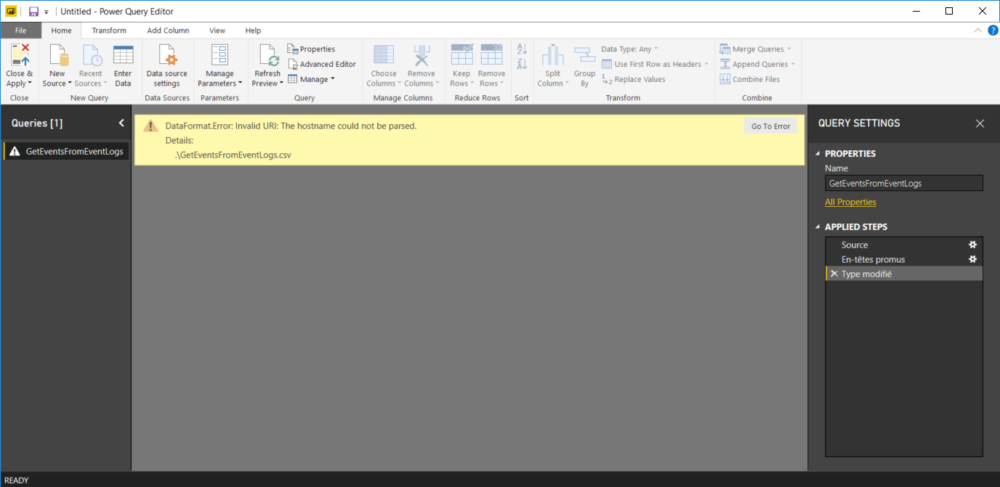 Untitled - Power Query Editor
File Home Transform Add Column View Help
Close & Apply
New Source
Recent Sources
Enter Data
Data source settings
Manage Parameters
Refresh Preview
Properties
Advanced Editor
Manage
Choose Columns
Remove Columns
Keep Rows
Remove Rows
Split Column
Group By
Data Type: Any
Use First Row as Headers
Replace Values
Merge Queries
Append Queries
Combine Files
Close New Query Data Sources Parameters Query Manage Columns Reduce Rows Sort Transform Combine
Queries [1]
GetEventsFromEventLogs
DataFormat.Error: Invalid URI: The hostname could not be parsed.
Details:
.\GetEventsFromEventLogs.csv
Go To Error
QUERY SETTINGS
PROPERTIES
Name
GetEventsFromEventLogs
All Properties
APPLIED STEPS
Source
En-têtes promus
Type modifié
READY